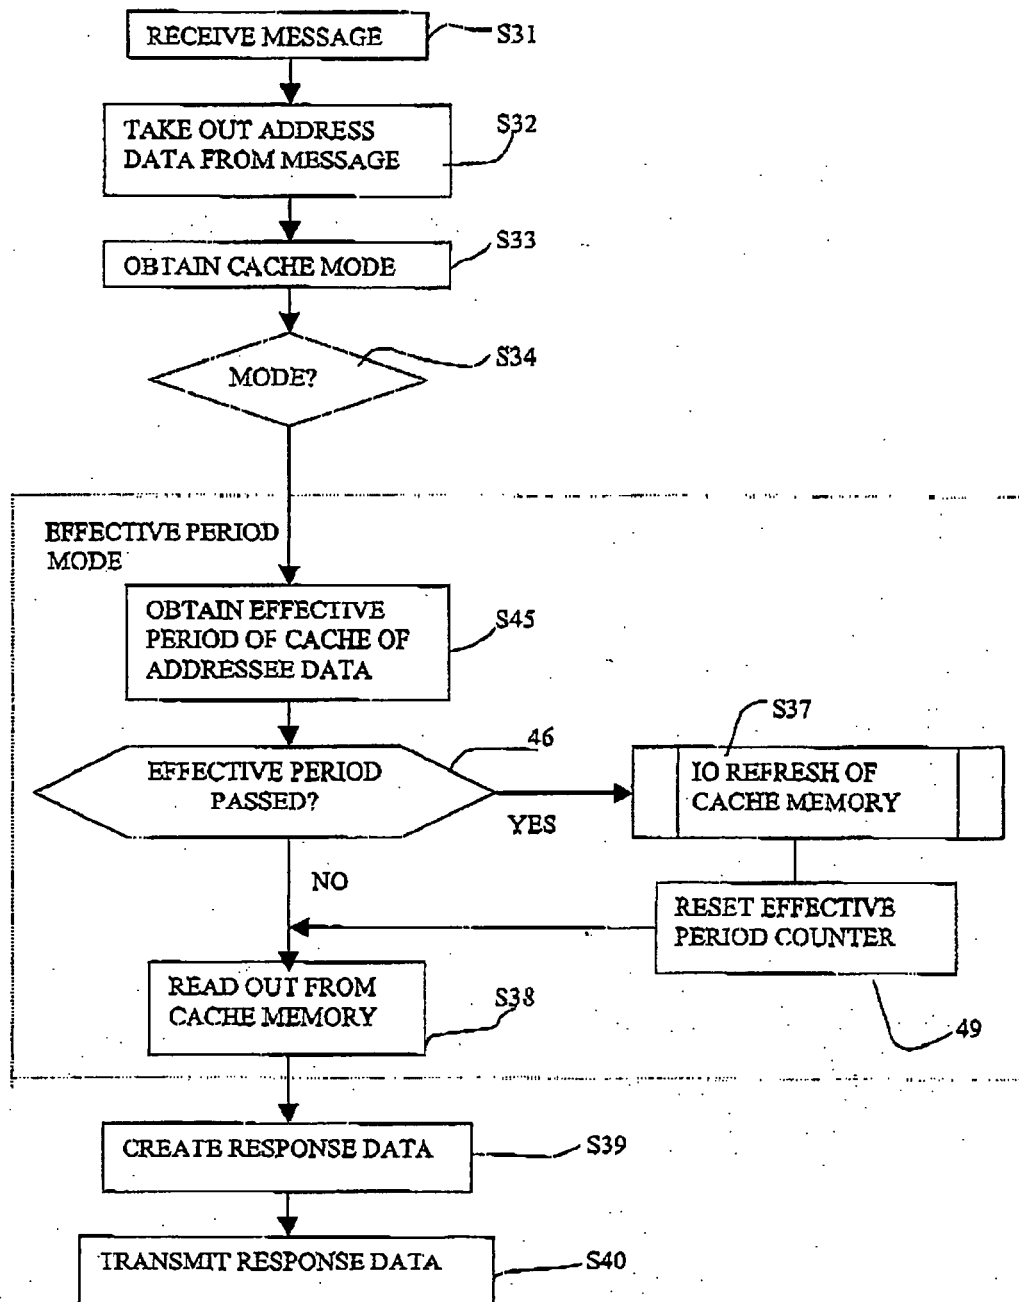 RECEIVE MESSAGE
S31
TAKE OUT ADDRESS
DATA FROM MESSAGE
S32
OBTAIN CACHE MODE
S33
MODE?
S34
EFFECTIVE PERIOD
MODE
OBTAIN EFFECTIVE
PERIOD OF CACHE OF
ADDRESSEE DATA
S45
EFFECTIVE PERIOD
PASSED?
46
YES
NO
S37
IO REFRESH OF
CACHE MEMORY
RESET EFFECTIVE
PERIOD COUNTER
49
READ OUT FROM
CACHE MEMORY
S38
CREATE RESPONSE DATA
S39
TRANSMIT RESPONSE DATA
S40